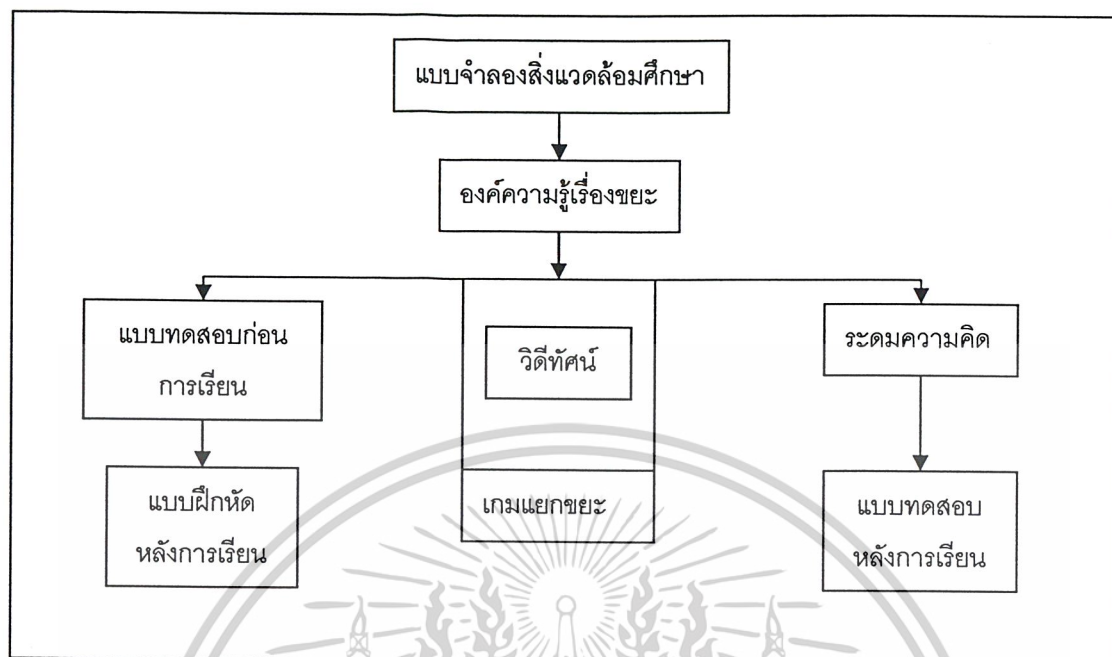 แบบจำลองสิ่งแวดล้อมศึกษา
องค์ความรู้เรื่องขยะ
แบบทดสอบก่อน
การเรียน
วิดีทัศน์
ระดมความคิด
แบบฝึกหัด
หลังการเรียน
เกมแยกขยะ
แบบทดสอบ
หลังการเรียน